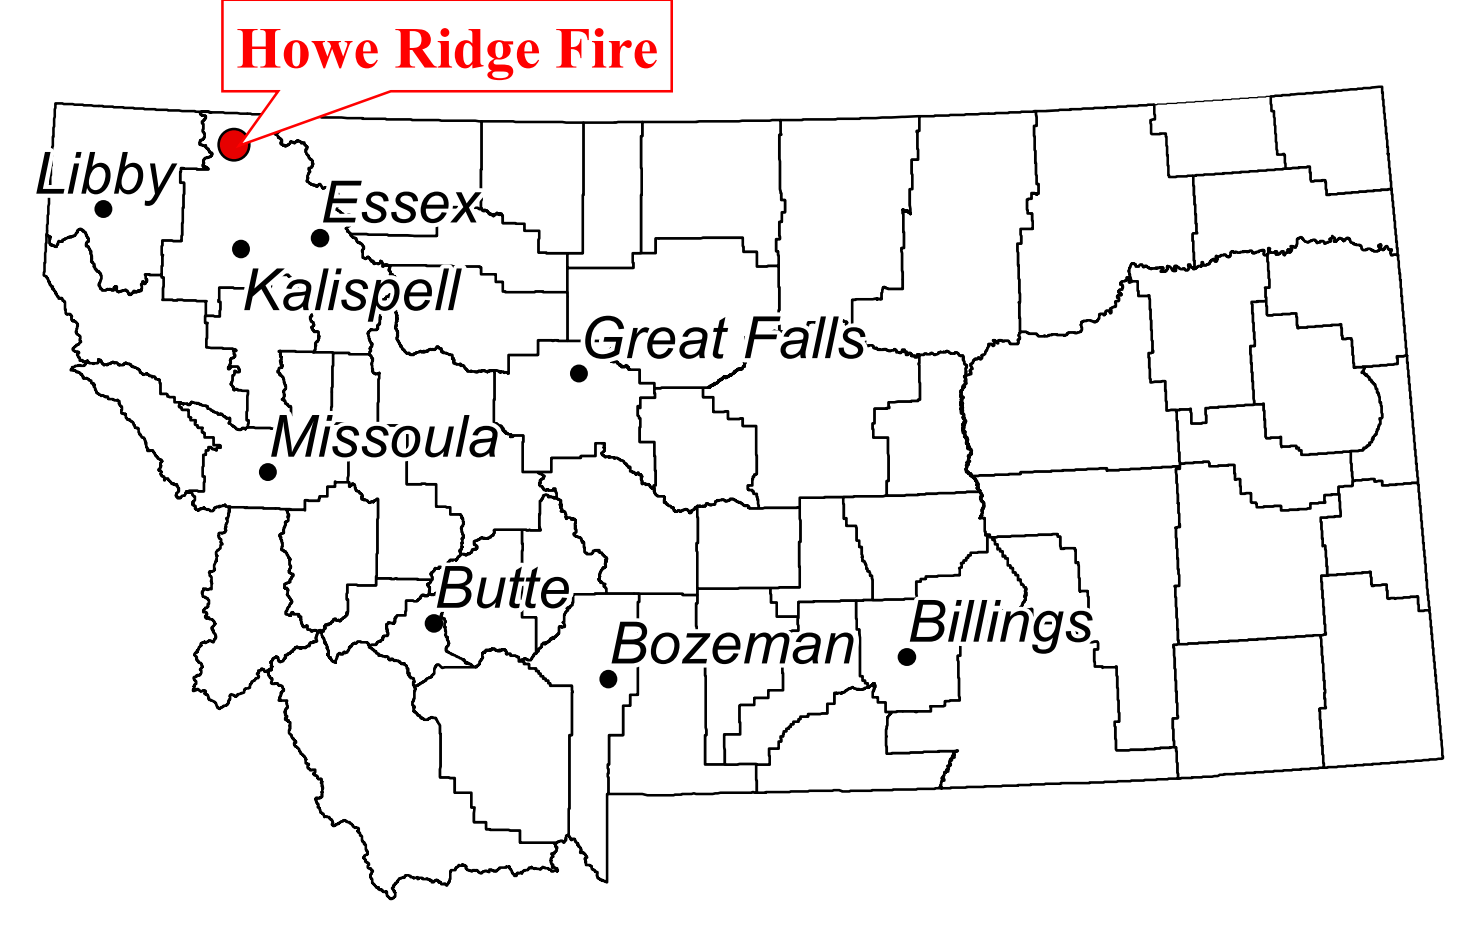 Howe Ridge Fire
Libby
Essex
Kalispell
Great Falls
Missoula
Butte
Bozeman
Billings